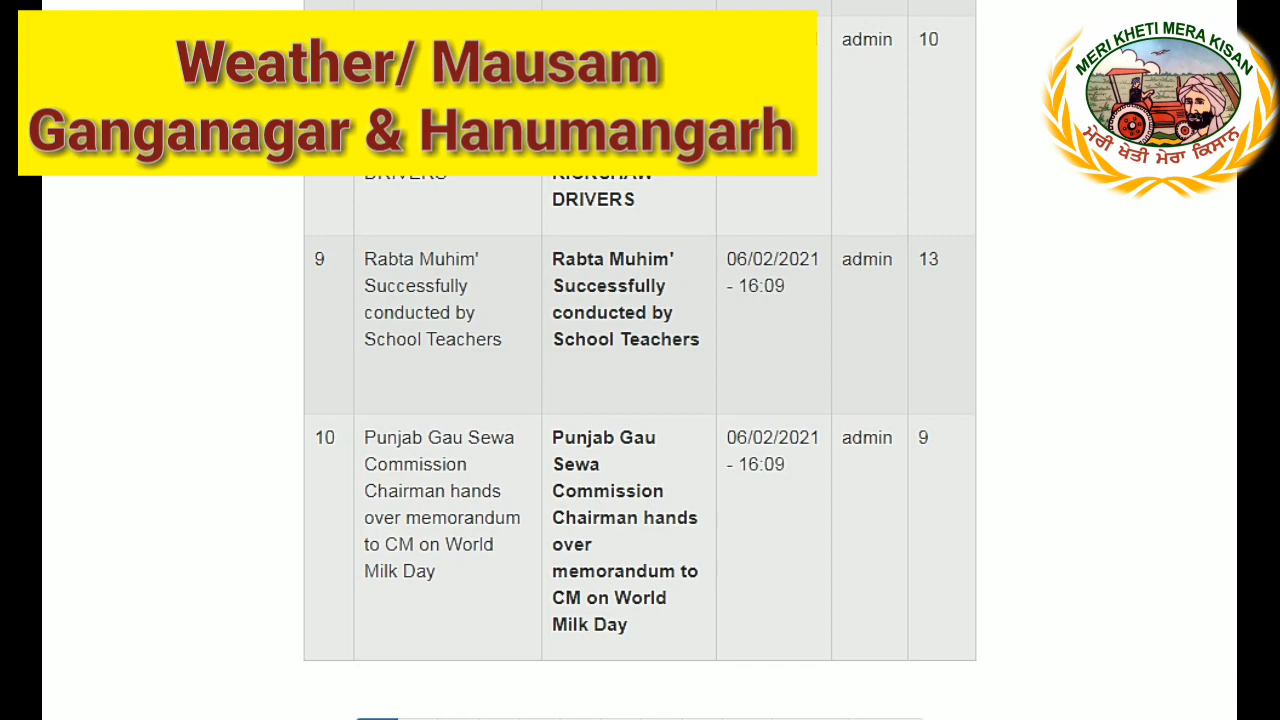 Weather/ Mausam
Ganganagar & Hanumangarh
MERI KHETI MERA KISAN
ਮੇਰੀ ਖੇਤੀ ਮੇਰਾ ਕਿਸਾਨ
admin 10
DRIVERS
RICKSHAW
DRIVERS
9 Rabta Muhim' Rabta Muhim' 06/02/2021 admin 13
Successfully Successfully - 16:09
conducted by conducted by
School Teachers School Teachers
10 Punjab Gau Sewa Punjab Gau 06/02/2021 admin 9
Commission Sewa - 16:09
Chairman hands Commission
over memorandum Chairman hands
to CM on World over
Milk Day memorandum to
CM on World
Milk Day